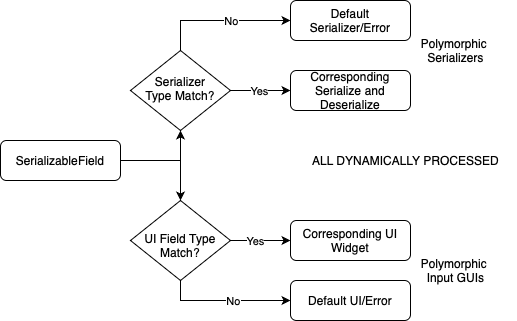 No
Default
Serializer/Error
Polymorphic
Serializers
Serializer
Type Match?
Yes
Corresponding
Serialize and
Deserialize
SerializableField
ALL DYNAMICALLY PROCESSED
UI Field Type
Match?
Yes
Corresponding UI
Widget
Polymorphic
Input GUIs
No
Default UI/Error